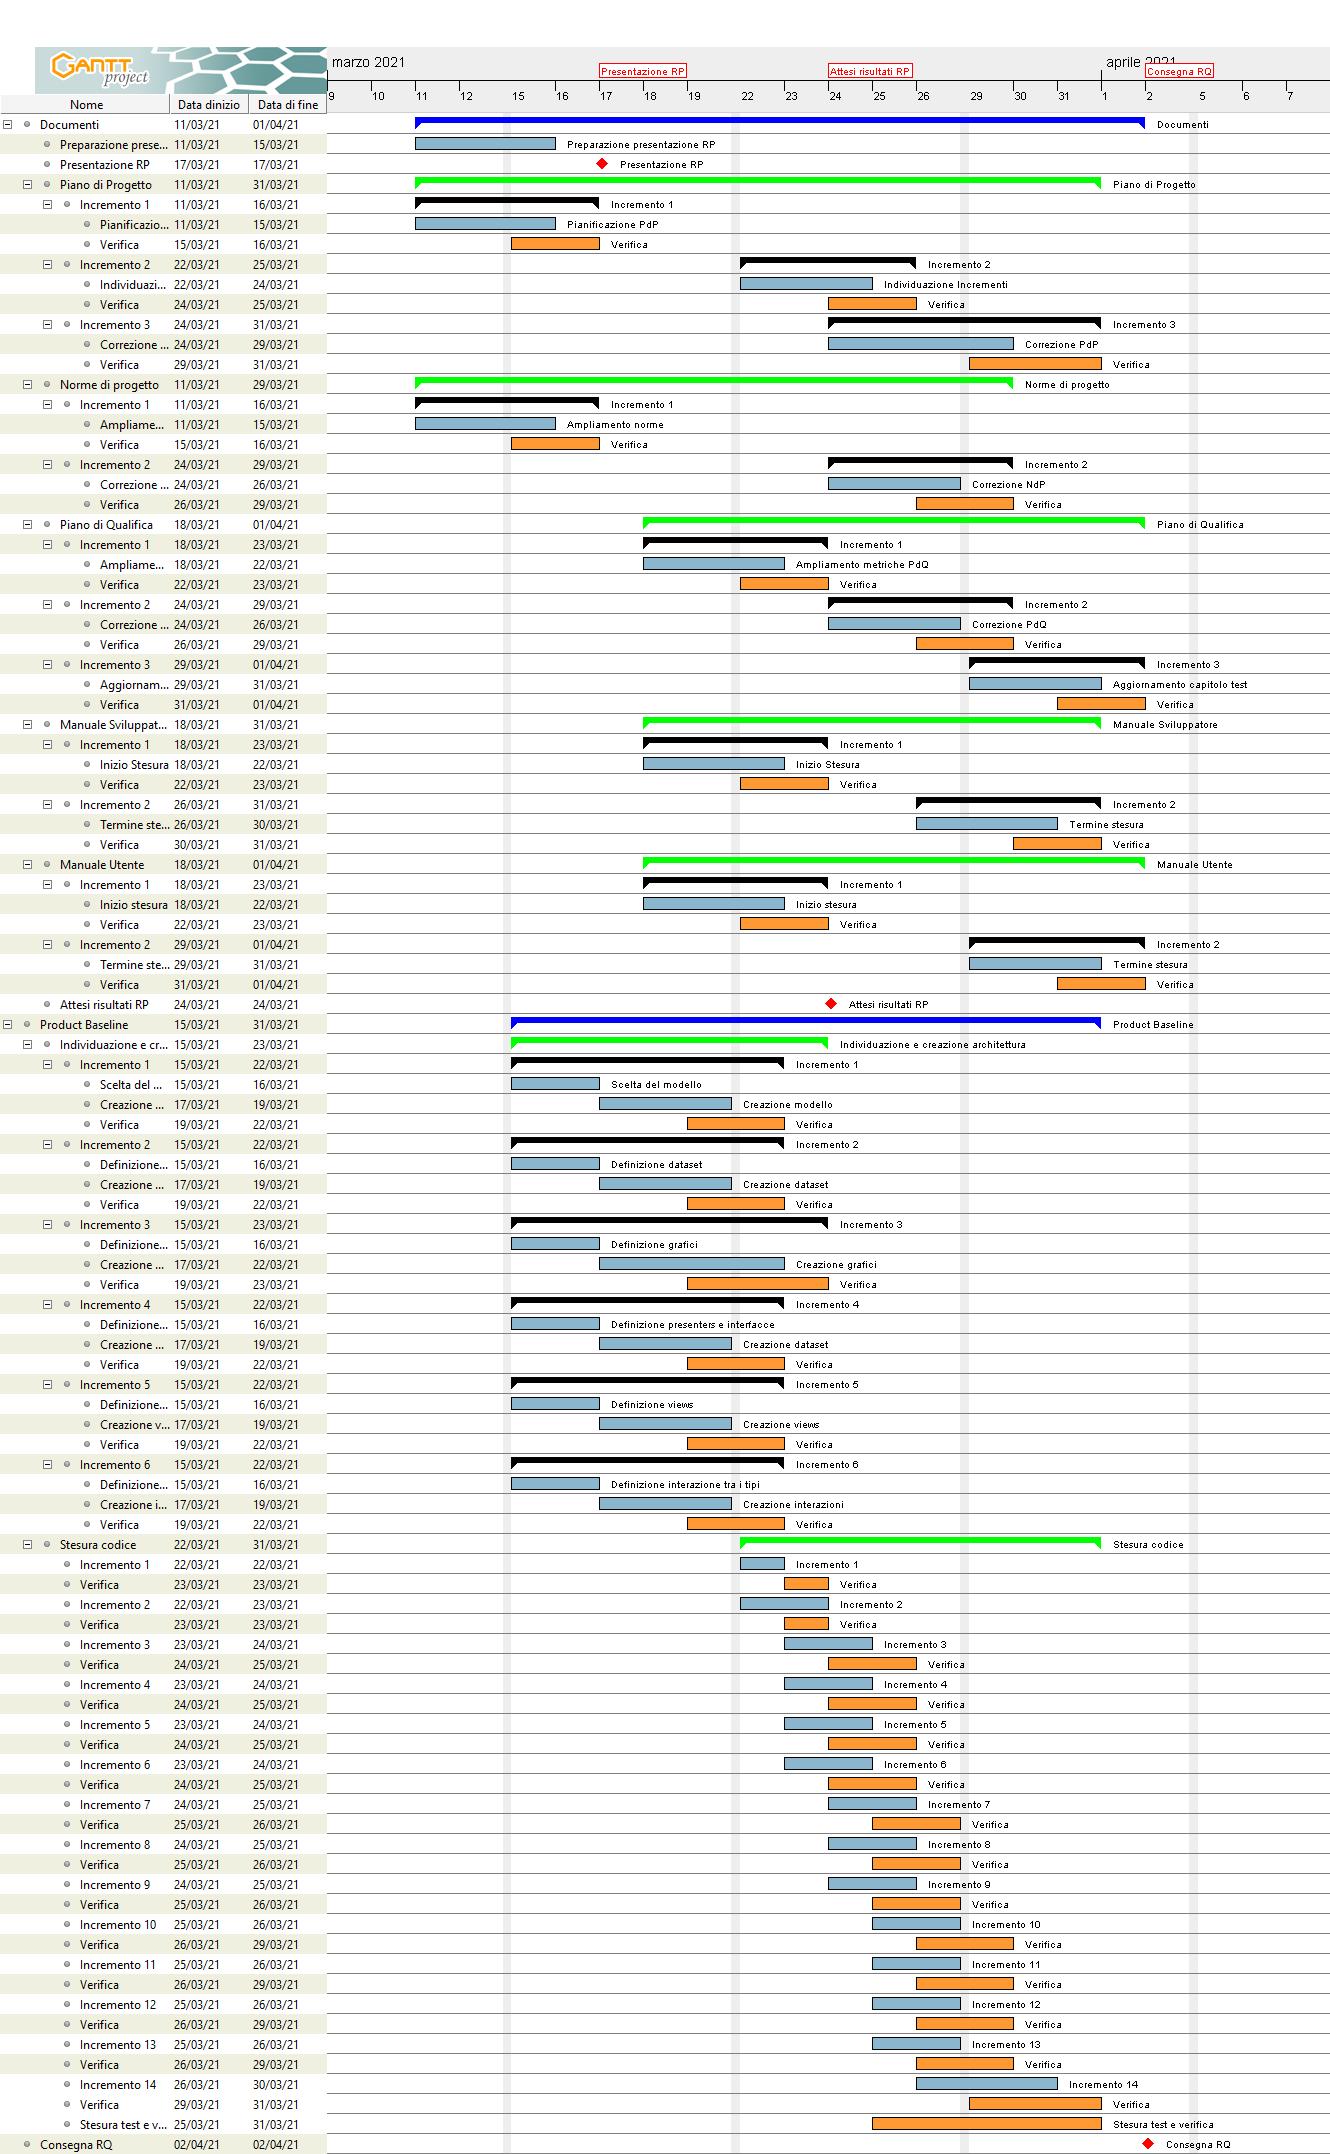 GANTT project
marzo 2021 aprile 2021
Presentazione RP Attesi risultati RP Consegna RQ
9 10 11 12 15 16 17 18 19 22 23 24 25 26 29 30 31 1 2 5 6 7
Nome Data dinizio Data di fine
Documenti 11/03/21 01/04/21 Documenti
Preparazione prese... 11/03/21 15/03/21 Preparazione presentazione RP
Presentazione RP 17/03/21 17/03/21 Presentazione RP
Piano di Progetto 11/03/21 31/03/21 Piano di Progetto
Incremento 1 11/03/21 16/03/21 Incremento 1
Pianificazio... 11/03/21 15/03/21 Pianificazione PdP
Verifica 15/03/21 16/03/21 Verifica
Incremento 2 22/03/21 25/03/21 Incremento 2
Individuazi... 22/03/21 24/03/21 Individuazione Incrementi
Verifica 24/03/21 25/03/21 Verifica
Incremento 3 24/03/21 31/03/21 Incremento 3
Correzione ... 24/03/21 29/03/21 Correzione PdP
Verifica 29/03/21 31/03/21 Verifica
Norme di progetto 11/03/21 29/03/21 Norme di progetto
Incremento 1 11/03/21 16/03/21 Incremento 1
Ampliame... 11/03/21 15/03/21 Ampliamento norme
Verifica 15/03/21 16/03/21 Verifica
Incremento 2 24/03/21 29/03/21 Incremento 2
Correzione ... 24/03/21 26/03/21 Correzione NdP
Verifica 26/03/21 29/03/21 Verifica
Piano di Qualifica 18/03/21 01/04/21 Piano di Qualifica
Incremento 1 18/03/21 23/03/21 Incremento 1
Ampliame... 18/03/21 22/03/21 Ampliamento metriche PdQ
Verifica 22/03/21 23/03/21 Verifica
Incremento 2 24/03/21 29/03/21 Incremento 2
Correzione ... 24/03/21 26/03/21 Correzione PdQ
Verifica 26/03/21 29/03/21 Verifica
Incremento 3 29/03/21 01/04/21 Incremento 3
Aggiornam... 29/03/21 31/03/21 Aggiornamento capitolo test
Verifica 31/03/21 01/04/21 Verifica
Manuale Sviluppat... 18/03/21 31/03/21 Manuale Sviluppatore
Incremento 1 18/03/21 23/03/21 Incremento 1
Inizio Stesura 18/03/21 22/03/21 Inizio Stesura
Verifica 22/03/21 23/03/21 Verifica
Incremento 2 26/03/21 31/03/21 Incremento 2
Termine ste... 26/03/21 30/03/21 Termine stesura
Verifica 30/03/21 31/03/21 Verifica
Manuale Utente 18/03/21 01/04/21 Manuale Utente
Incremento 1 18/03/21 23/03/21 Incremento 1
Inizio stesura 18/03/21 22/03/21 Inizio stesura
Verifica 22/03/21 23/03/21 Verifica
Incremento 2 29/03/21 01/04/21 Incremento 2
Termine ste... 29/03/21 31/03/21 Termine stesura
Verifica 31/03/21 01/04/21 Verifica
Attesi risultati RP 24/03/21 24/03/21 Attesi risultati RP
Product Baseline 15/03/21 31/03/21 Product Baseline
Individuazione e cr... 15/03/21 23/03/21 Individuazione e creazione architettura
Incremento 1 15/03/21 22/03/21 Incremento 1
Scelta del ... 15/03/21 16/03/21 Scelta del modello
Creazione ... 17/03/21 19/03/21 Creazione modello
Verifica 19/03/21 22/03/21 Verifica
Incremento 2 15/03/21 22/03/21 Incremento 2
Definizione... 15/03/21 16/03/21 Definizione dataset
Creazione ... 17/03/21 19/03/21 Creazione dataset
Verifica 19/03/21 22/03/21 Verifica
Incremento 3 15/03/21 23/03/21 Incremento 3
Definizione... 15/03/21 16/03/21 Definizione grafici
Creazione ... 17/03/21 22/03/21 Creazione grafici
Verifica 19/03/21 23/03/21 Verifica
Incremento 4 15/03/21 22/03/21 Incremento 4
Definizione... 15/03/21 16/03/21 Definizione presenters e interfacce
Creazione ... 17/03/21 19/03/21 Creazione dataset
Verifica 19/03/21 22/03/21 Verifica
Incremento 5 15/03/21 22/03/21 Incremento 5
Definizione... 15/03/21 16/03/21 Definizione views
Creazione v... 17/03/21 19/03/21 Creazione views
Verifica 19/03/21 22/03/21 Verifica
Incremento 6 15/03/21 22/03/21 Incremento 6
Definizione... 15/03/21 16/03/21 Definizione interazione tra i tipi
Creazione i... 17/03/21 19/03/21 Creazione interazioni
Verifica 19/03/21 22/03/21 Verifica
Stesura codice 22/03/21 31/03/21 Stesura codice
Incremento 1 22/03/21 22/03/21 Incremento 1
Verifica 23/03/21 23/03/21 Verifica
Incremento 2 22/03/21 23/03/21 Incremento 2
Verifica 23/03/21 23/03/21 Verifica
Incremento 3 23/03/21 24/03/21 Incremento 3
Verifica 24/03/21 25/03/21 Verifica
Incremento 4 23/03/21 24/03/21 Incremento 4
Verifica 24/03/21 25/03/21 Verifica
Incremento 5 23/03/21 24/03/21 Incremento 5
Verifica 24/03/21 25/03/21 Verifica
Incremento 6 23/03/21 24/03/21 Incremento 6
Verifica 24/03/21 25/03/21 Verifica
Incremento 7 24/03/21 25/03/21 Incremento 7
Verifica 25/03/21 26/03/21 Verifica
Incremento 8 24/03/21 25/03/21 Incremento 8
Verifica 25/03/21 26/03/21 Verifica
Incremento 9 24/03/21 25/03/21 Incremento 9
Verifica 25/03/21 26/03/21 Verifica
Incremento 10 25/03/21 26/03/21 Incremento 10
Verifica 26/03/21 29/03/21 Verifica
Incremento 11 25/03/21 26/03/21 Incremento 11
Verifica 26/03/21 29/03/21 Verifica
Incremento 12 25/03/21 26/03/21 Incremento 12
Verifica 26/03/21 29/03/21 Verifica
Incremento 13 25/03/21 26/03/21 Incremento 13
Verifica 26/03/21 29/03/21 Verifica
Incremento 14 26/03/21 30/03/21 Incremento 14
Verifica 29/03/21 31/03/21 Verifica
Stesura test e v... 25/03/21 31/03/21 Stesura test e verifica
Consegna RQ 02/04/21 02/04/21 Consegna RQ